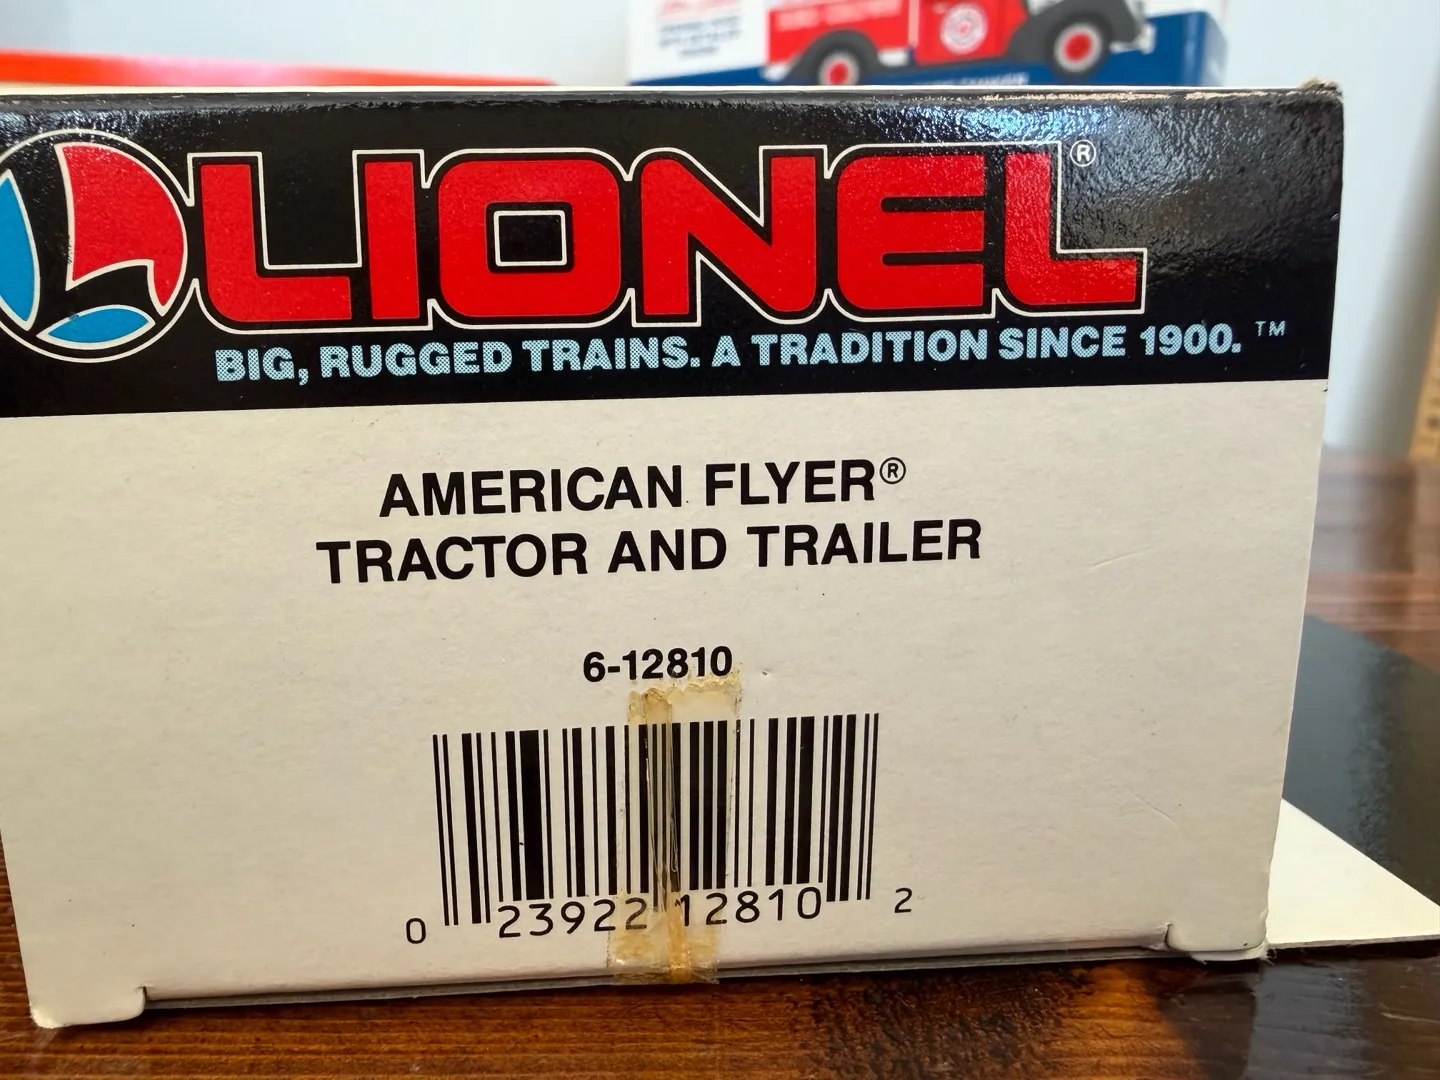 LIONEL®
BIG, RUGGED TRAINS. A TRADITION SINCE 1900. ™
AMERICAN FLYER®
TRACTOR AND TRAILER
6-12810
0 23922 12810 2